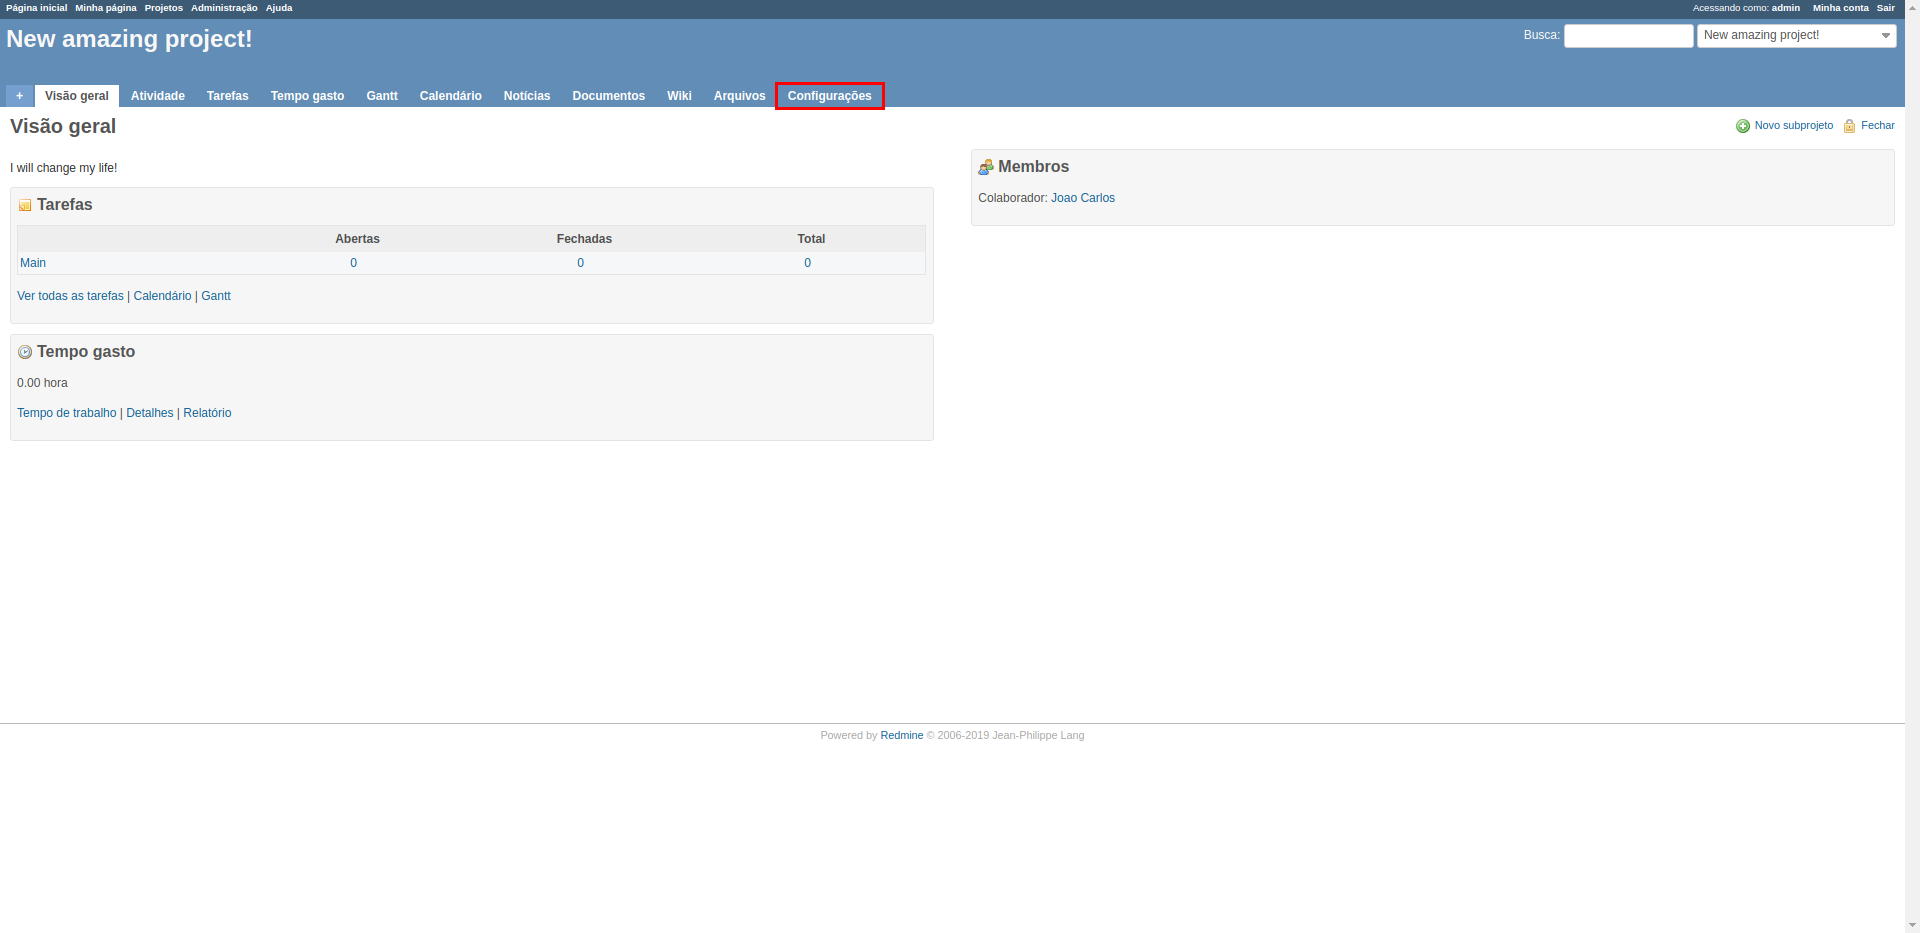 Página inicial Minha página Projetos Administração Ajuda Acessando como: admin Minha conta Sair
New amazing project! Busca: New amazing project!
+ Visão geral Atividade Tarefas Tempo gasto Gantt Calendário Notícias Documentos Wiki Arquivos Configurações
Visão geral Novo subprojeto Fechar
I will change my life!
Tarefas
Abertas Fechadas Total
Main 0 0 0
Ver todas as tarefas | Calendário | Gantt
Tempo gasto
0.00 hora
Tempo de trabalho | Detalhes | Relatório
Membros
Colaborador: Joao Carlos
Powered by Redmine © 2006-2019 Jean-Philippe Lang